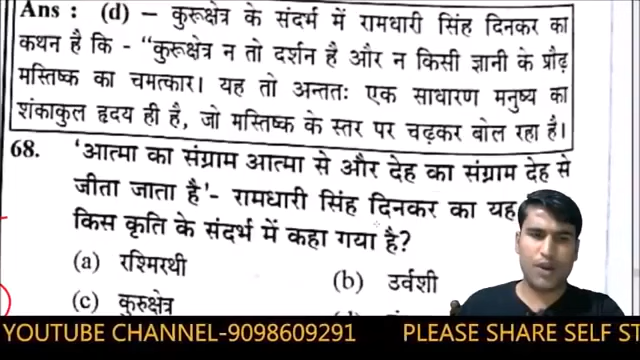 Ans : (d) – कुरूक्षेत्र के संदर्भ में रामधारी सिंह दिनकर का
कथन है कि - “कुरूक्षेत्र न तो दर्शन है और न किसी ज्ञानी के प्रौढ़
मस्तिष्क का चमत्कार। यह तो अन्ततः एक साधारण मनुष्य का
शंकाकुल हृदय ही है, जो मस्तिष्क के स्तर पर चढ़कर बोल रहा है।
68. 'आत्मा का संग्राम आत्मा से और देह का संग्राम देह से
जीता जाता है'- रामधारी सिंह दिनकर का यह
किस कृति के संदर्भ में कहा गया है?
(a) रश्मिरथी
(b) उर्वशी
(c) कुरुक्षेत्र
YOUTUBE CHANNEL-9098609291 PLEASE SHARE SELF ST